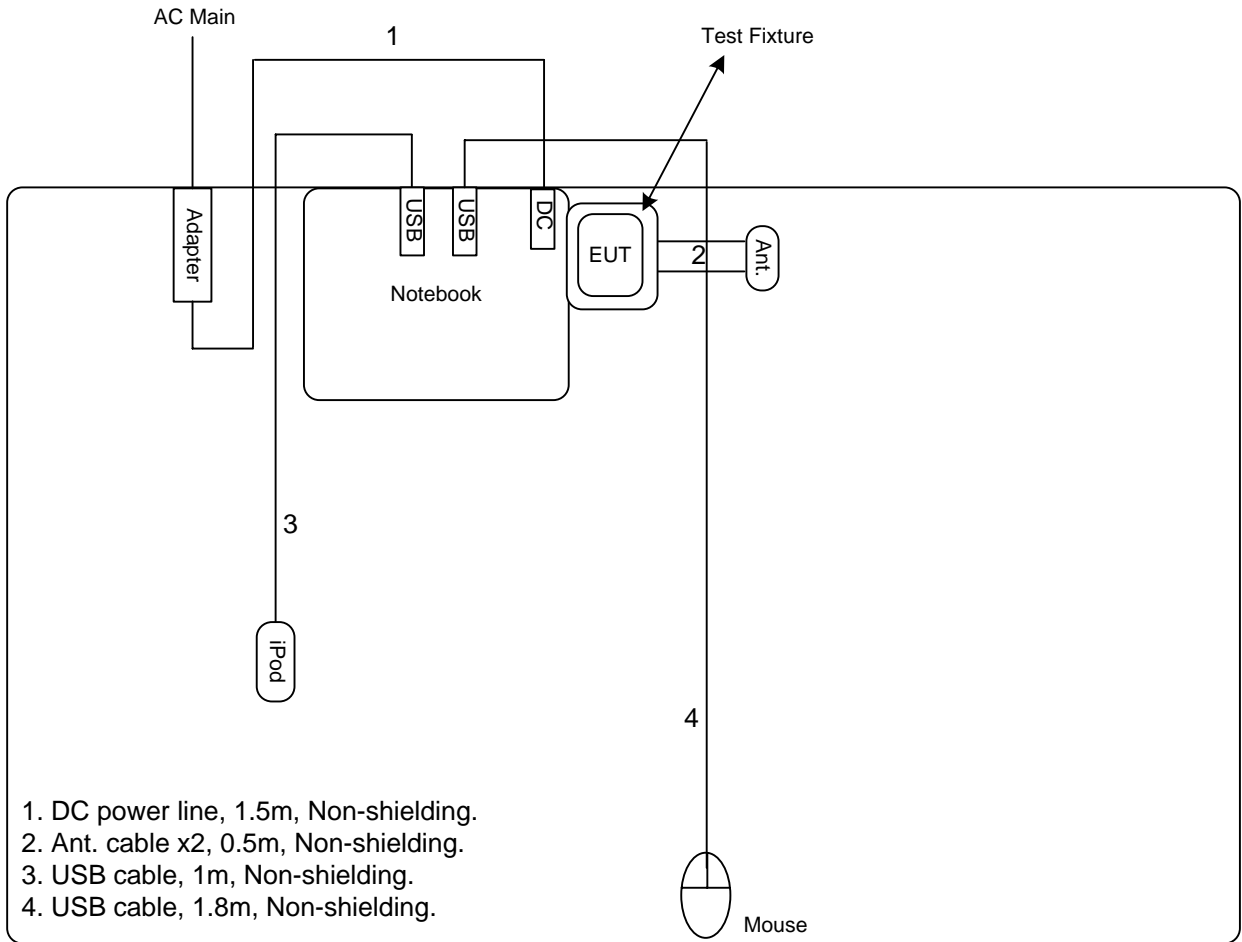 AC Main
1
Test Fixture
Adapter
USB
USB
DC
EUT
2
Ant.
Notebook
3
iPod
4
1. DC power line, 1.5m, Non-shielding.
2. Ant. cable x2, 0.5m, Non-shielding.
3. USB cable, 1m, Non-shielding.
4. USB cable, 1.8m, Non-shielding.
Mouse